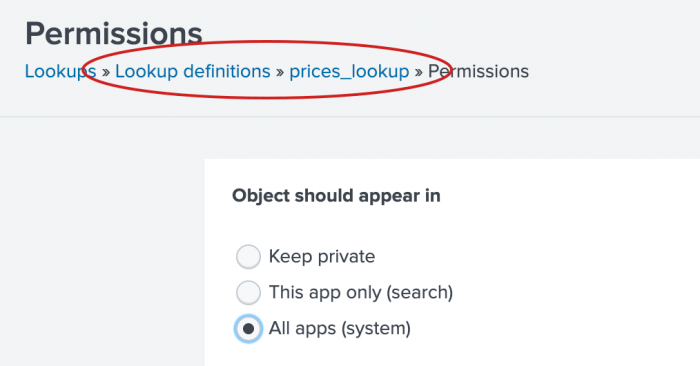 Permissions
Lookups » Lookup definitions » prices_lookup » Permissions
Object should appear in
Keep private
This app only (search)
All apps (system)